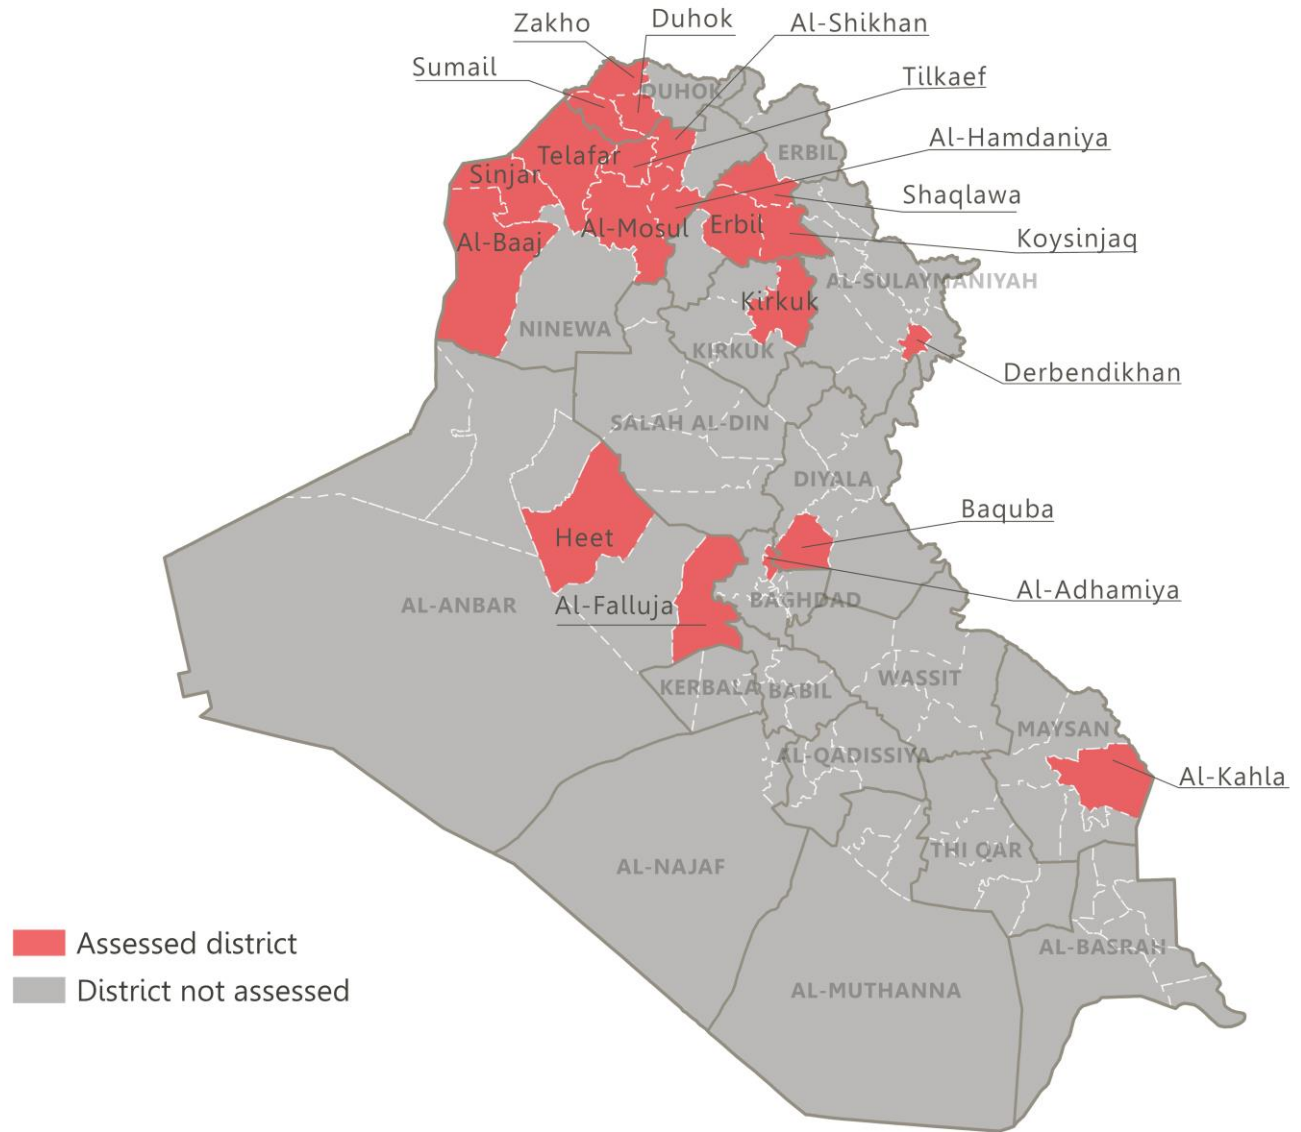 Zakho
Duhok
Al-Shikhan
Sumail
Tilkaef
DUHOK
Al-Hamdaniya
ERBIL
Telafar
Sinjar
Shaqlawa
Al-Mosul
Erbil
Koysinjaq
Al-Baaj
AL-SULAYMANIYAH
Kirkuk
NINEWA
KIRKUK
Derbendikhan
SALAH AL-DIN
DIYALA
Baquba
Heet
Al-Adhamiya
BAGHDAD
AL-ANBAR
Al-Falluja
WASSIT
KERBALA
BABIL
MAYSAN
AL-QADISSIYA
Al-Kahla
THI QAR
AL-NAJAF
Assessed district
AL-BASRAH
District not assessed
AL-MUTHANNA